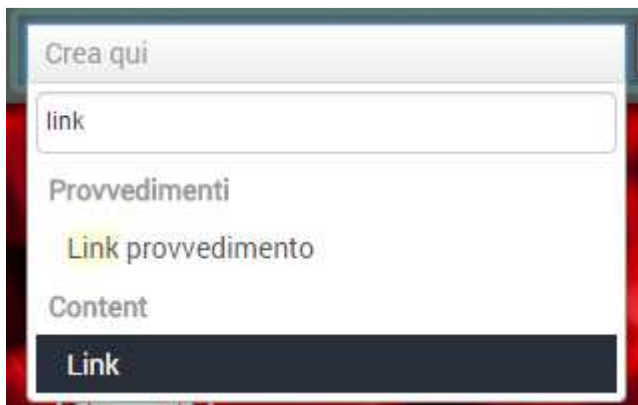 Crea qui
link
Provvedimenti
Link provvedimento
Content
Link